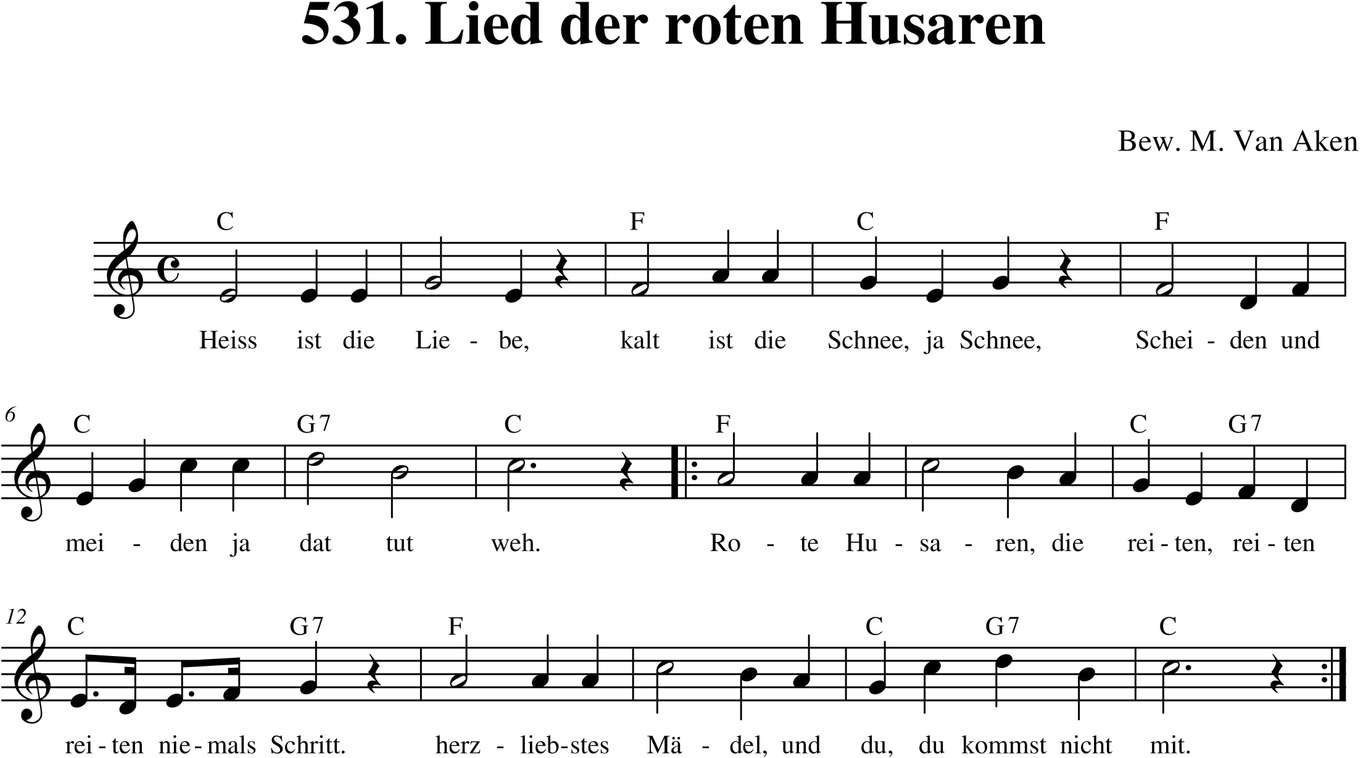 531. Lied der roten Husaren
Bew. M. Van Aken
C F C F
Heiss ist die Lie - be, kalt ist die Schnee, ja Schnee, Schei - den und
6
C G7 C F C G7
mei - den ja dat tut weh. Ro - te Hu - sa - ren, die rei - ten, rei - ten
12
C G7 F C G7 C
rei - ten nie - mals Schritt. herz - lieb - stes Mä - del, und du, du kommst nicht mit.